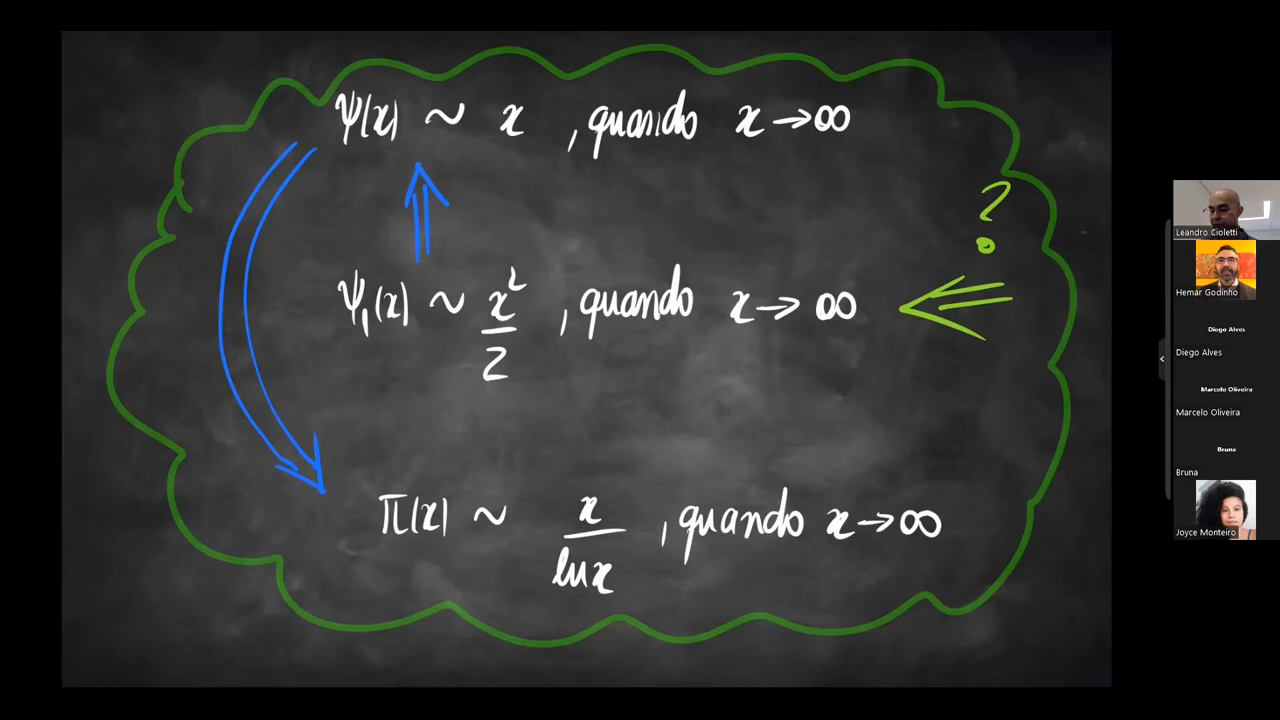 ψ(x) ~ x , quando x → ∞
?
ψ₁(x) ~ x²/2 , quando x → ∞
π(x) ~ x/ln x , quando x → ∞
Leandro Cioletti
Hemar Godinho
Diego Alves
Diego Alves
Marcelo Oliveira
Marcelo Oliveira
Bruna
Bruna
Joyce Monteiro